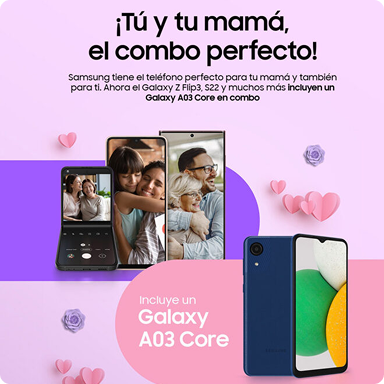 ¡Tú y tu mamá,
el combo perfecto!
Samsung tiene el teléfono perfecto para tu mamá y también
para ti. Ahora el Galaxy Z Flip3, S22 y muchos más incluyen un
Galaxy A03 Core en combo
Incluye un
Galaxy
A03 Core